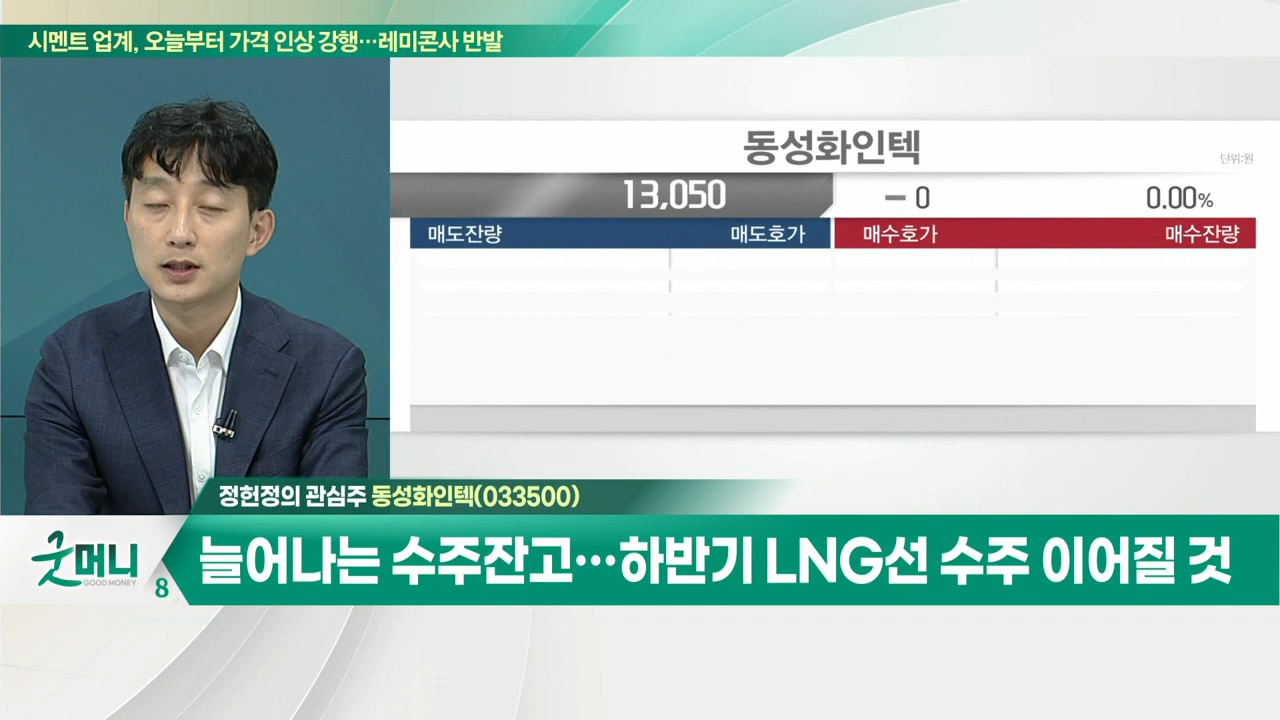 시멘트 업계, 오늘부터 가격 인상 강행…레미콘사 반발
동성화인텍
단위:원
13,050 - 0 0.00%
매도잔량 매도호가 매수호가 매수잔량
정헌정의 관심주 동성화인텍(033500)
굿머니
GOOD MONEY
8
늘어나는 수주잔고…하반기 LNG선 수주 이어질 것